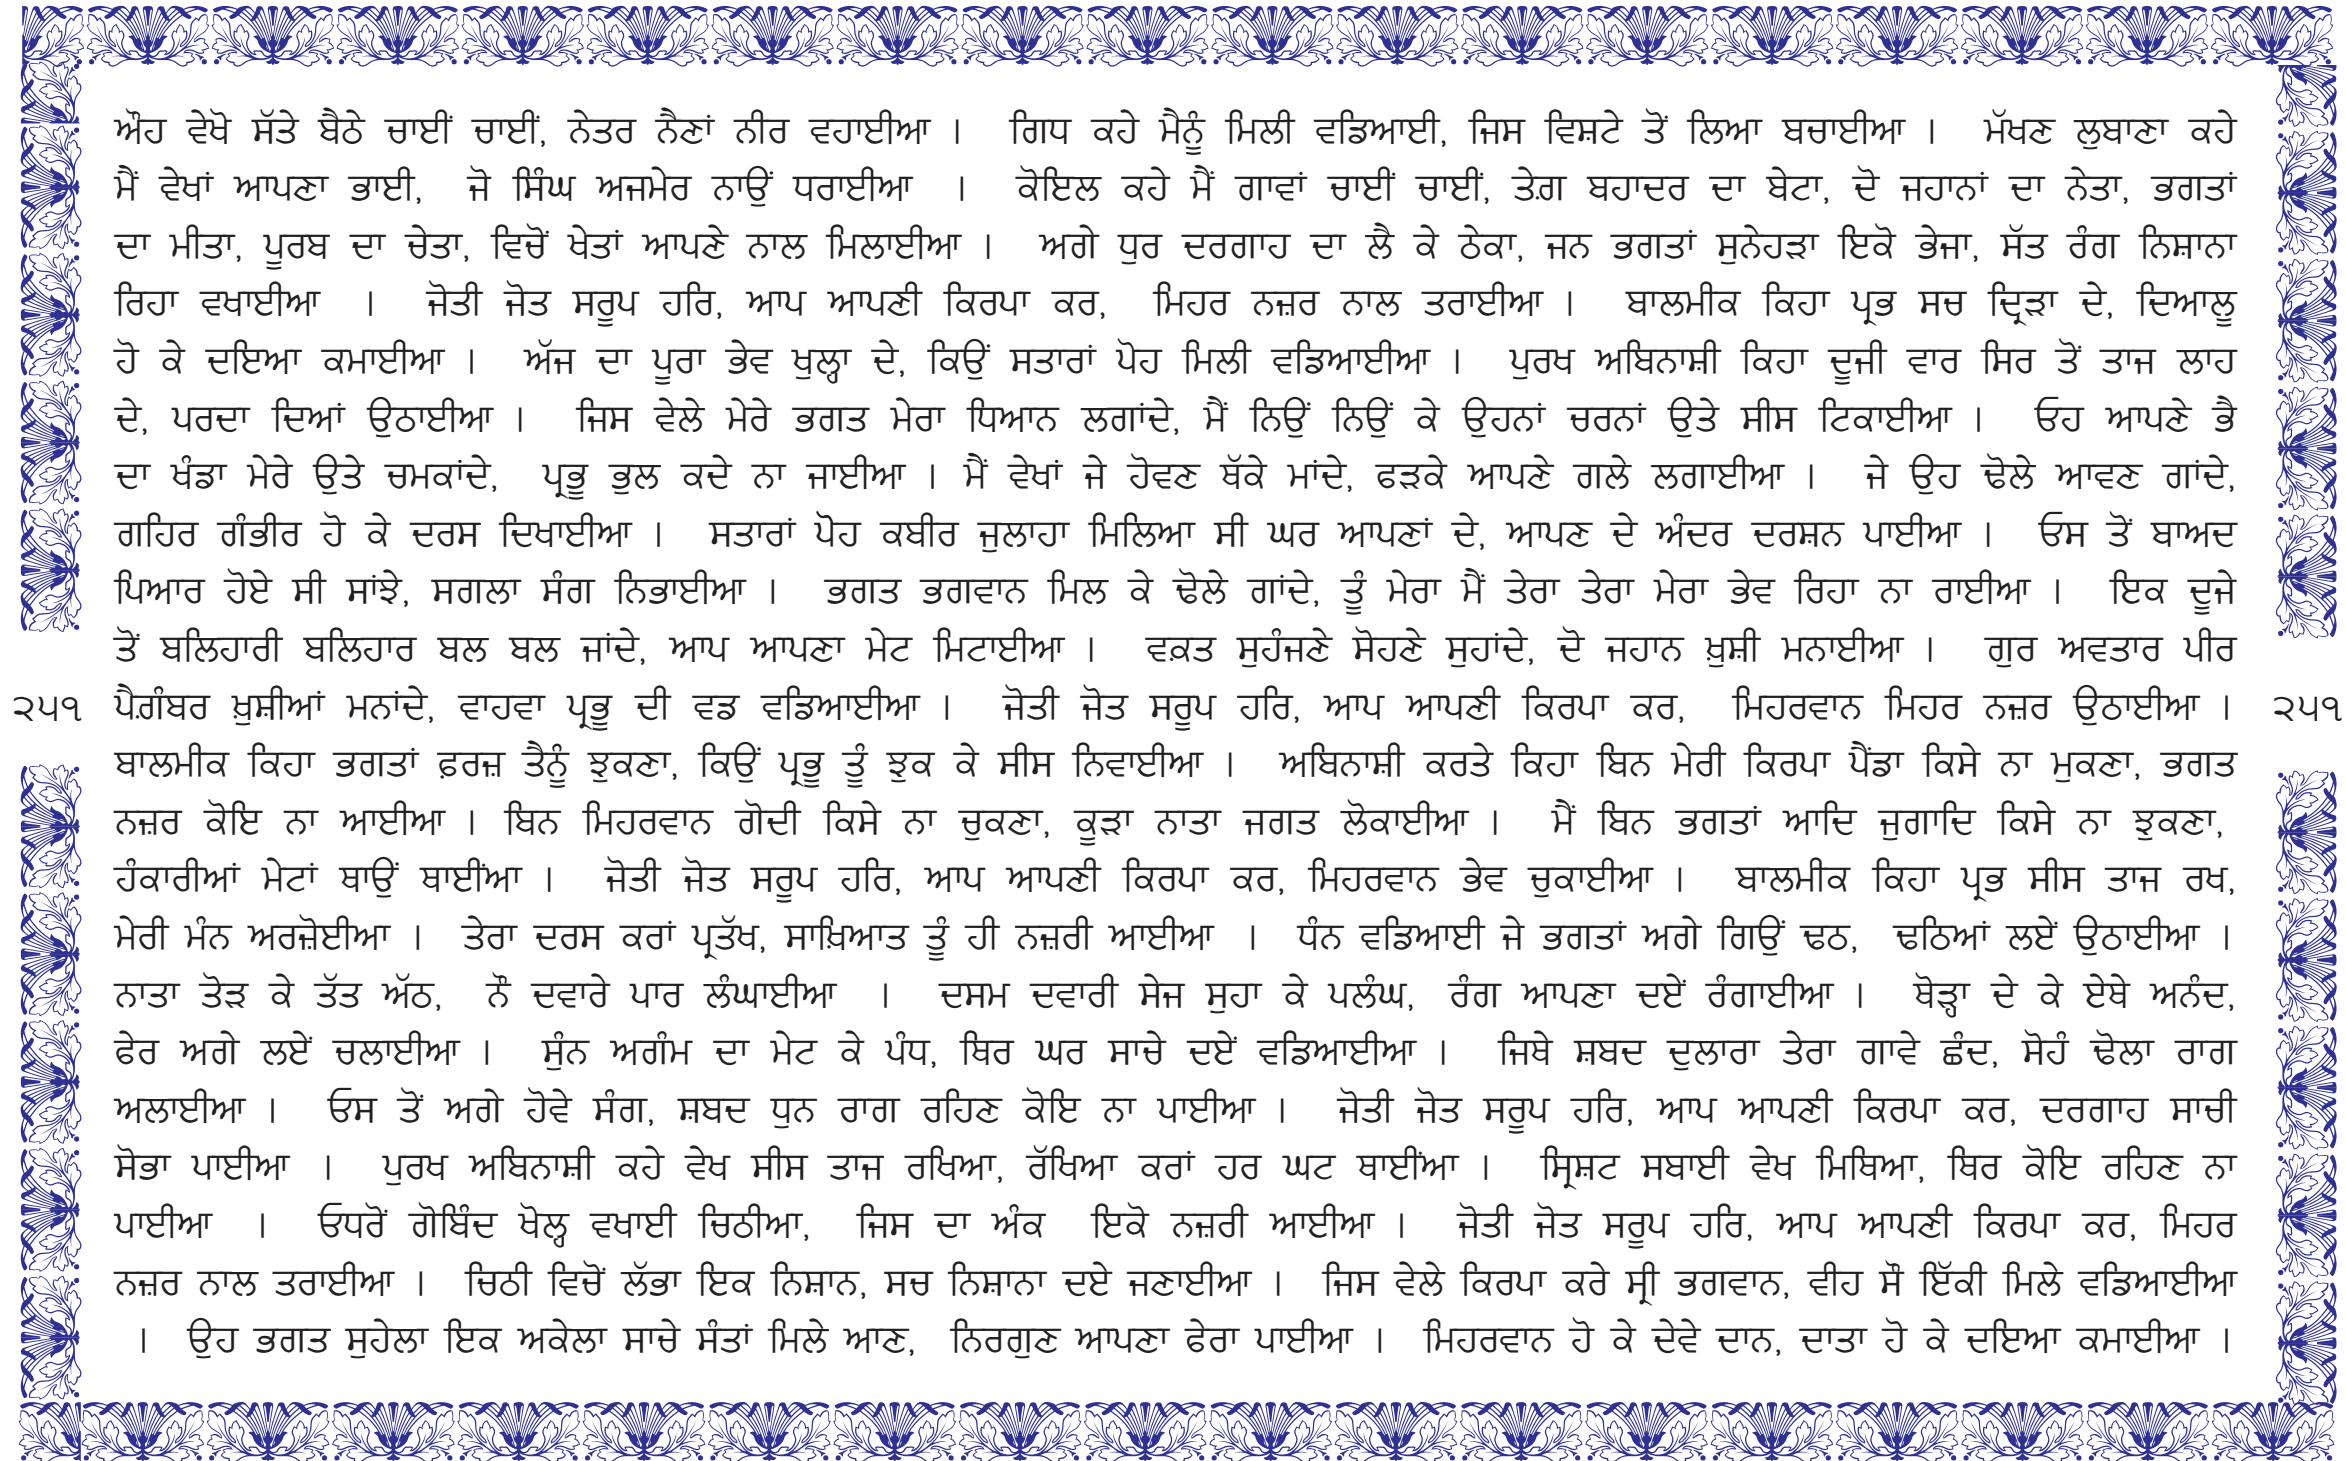 ਔਹ ਵੇਖੋ ਸੱਤੇ ਬੈਠੇ ਚਾਈਂ ਚਾਈਂ, ਨੇਤਰ ਨੈਣਾਂ ਨੀਰ ਵਹਾਈਆ । ਗਿਧ ਕਹੇ ਮੈਨੂੰ ਮਿਲੀ ਵਡਿਆਈ, ਜਿਸ ਵਿਸ਼ਟੇ ਤੋਂ ਲਿਆ ਬਚਾਈਆ । ਮੱਖਣ ਲੁਬਾਣਾ ਕਹੇ
ਮੈਂ ਵੇਖਾਂ ਆਪਣਾ ਭਾਈ, ਜੋ ਸਿੰਘ ਅਜਮੇਰ ਨਾਉਂ ਧਰਾਈਆ । ਕੋਇਲ ਕਹੇ ਮੈਂ ਗਾਵਾਂ ਚਾਈਂ ਚਾਈਂ, ਤੇਗ਼ ਬਹਾਦਰ ਦਾ ਬੇਟਾ, ਦੋ ਜਹਾਨਾਂ ਦਾ ਨੇਤਾ, ਭਗਤਾਂ
ਦਾ ਮੀਤਾ, ਪੂਰਬ ਦਾ ਚੇਤਾ, ਵਿਚੋਂ ਖੇਤਾਂ ਆਪਣੇ ਨਾਲ ਮਿਲਾਈਆ । ਅਗੇ ਧੁਰ ਦਰਗਾਹ ਦਾ ਲੈ ਕੇ ਠੇਕਾ, ਜਨ ਭਗਤਾਂ ਸੁਨੇਹੜਾ ਇਕੋ ਭੇਜਾ, ਸੱਤ ਰੰਗ ਨਿਸ਼ਾਨਾ
ਰਿਹਾ ਵਖਾਈਆ । ਜੋਤੀ ਜੋਤ ਸਰੂਪ ਹਰਿ, ਆਪ ਆਪਣੀ ਕਿਰਪਾ ਕਰ, ਮਿਹਰ ਨਜ਼ਰ ਨਾਲ ਤਰਾਈਆ । ਬਾਲਮੀਕ ਕਿਹਾ ਪ੍ਰਭ ਸਚ ਦ੍ਰਿੜਾ ਦੇ, ਦਿਆਲੂ
ਹੋ ਕੇ ਦਇਆ ਕਮਾਈਆ । ਅੱਜ ਦਾ ਪੂਰਾ ਭੇਵ ਖੁਲ੍ਹਾ ਦੇ, ਕਿਉਂ ਸਤਾਰਾਂ ਪੋਹ ਮਿਲੀ ਵਡਿਆਈਆ । ਪੁਰਖ ਅਬਿਨਾਸ਼ੀ ਕਿਹਾ ਦੂਜੀ ਵਾਰ ਸਿਰ ਤੋਂ ਤਾਜ ਲਾਹ
ਦੇ, ਪਰਦਾ ਦਿਆਂ ਉਠਾਈਆ । ਜਿਸ ਵੇਲੇ ਮੇਰੇ ਭਗਤ ਮੇਰਾ ਧਿਆਨ ਲਗਾਂਦੇ, ਮੈਂ ਨਿਉਂ ਨਿਉਂ ਕੇ ਉਹਨਾਂ ਚਰਨਾਂ ਉਤੇ ਸੀਸ ਟਿਕਾਈਆ । ਓਹ ਆਪਣੇ ਭੈ
ਦਾ ਖੰਡਾ ਮੇਰੇ ਉਤੇ ਚਮਕਾਂਦੇ, ਪ੍ਰਭੂ ਭੁਲ ਕਦੇ ਨਾ ਜਾਈਆ । ਮੈਂ ਵੇਖਾਂ ਜੇ ਹੋਵਣ ਥੱਕੇ ਮਾਂਦੇ, ਫੜਕੇ ਆਪਣੇ ਗਲੇ ਲਗਾਈਆ । ਜੇ ਉਹ ਢੋਲੇ ਆਵਣ ਗਾਂਦੇ,
ਗਹਿਰ ਗੰਭੀਰ ਹੋ ਕੇ ਦਰਸ ਦਿਖਾਈਆ । ਸਤਾਰਾਂ ਪੋਹ ਕਬੀਰ ਜੁਲਾਹਾ ਮਿਲਿਆ ਸੀ ਘਰ ਆਪਣਾਂ ਦੇ, ਆਪਣ ਦੇ ਅੰਦਰ ਦਰਸ਼ਨ ਪਾਈਆ । ਓਸ ਤੋਂ ਬਾਅਦ
ਪਿਆਰ ਹੋਏ ਸੀ ਸਾਂਝੇ, ਸਗਲਾ ਸੰਗ ਨਿਭਾਈਆ । ਭਗਤ ਭਗਵਾਨ ਮਿਲ ਕੇ ਢੋਲੇ ਗਾਂਦੇ, ਤੂੰ ਮੇਰਾ ਮੈਂ ਤੇਰਾ ਤੇਰਾ ਮੇਰਾ ਭੇਵ ਰਿਹਾ ਨਾ ਰਾਈਆ । ਇਕ ਦੂਜੇ
ਤੋਂ ਬਲਿਹਾਰੀ ਬਲਿਹਾਰ ਬਲ ਬਲ ਜਾਂਦੇ, ਆਪ ਆਪਣਾ ਮੇਟ ਮਿਟਾਈਆ । ਵਕ਼ਤ ਸੁਹੰਜਣੇ ਸੋਹਣੇ ਸੁਹਾਂਦੇ, ਦੋ ਜਹਾਨ ਖ਼ੁਸ਼ੀ ਮਨਾਈਆ । ਗੁਰ ਅਵਤਾਰ ਪੀਰ
੨੫੧ ਪੈਗ਼ੰਬਰ ਖ਼ੁਸ਼ੀਆਂ ਮਨਾਂਦੇ, ਵਾਹਵਾ ਪ੍ਰਭੂ ਦੀ ਵਡ ਵਡਿਆਈਆ । ਜੋਤੀ ਜੋਤ ਸਰੂਪ ਹਰਿ, ਆਪ ਆਪਣੀ ਕਿਰਪਾ ਕਰ, ਮਿਹਰਵਾਨ ਮਿਹਰ ਨਜ਼ਰ ਉਠਾਈਆ । ੨੫੧
ਬਾਲਮੀਕ ਕਿਹਾ ਭਗਤਾਂ ਫ਼ਰਜ਼ ਤੈਨੂੰ ਝੁਕਣਾ, ਕਿਉਂ ਪ੍ਰਭੂ ਤੂੰ ਝੁਕ ਕੇ ਸੀਸ ਨਿਵਾਈਆ । ਅਬਿਨਾਸ਼ੀ ਕਰਤੇ ਕਿਹਾ ਬਿਨ ਮੇਰੀ ਕਿਰਪਾ ਪੈਂਡਾ ਕਿਸੇ ਨਾ ਮੁਕਣਾ, ਭਗਤ
ਨਜ਼ਰ ਕੋਇ ਨਾ ਆਈਆ । ਬਿਨ ਮਿਹਰਵਾਨ ਗੋਦੀ ਕਿਸੇ ਨਾ ਚੁਕਣਾ, ਕੂੜਾ ਨਾਤਾ ਜਗਤ ਲੋਕਾਈਆ । ਮੈਂ ਬਿਨ ਭਗਤਾਂ ਆਦਿ ਜੁਗਾਦਿ ਕਿਸੇ ਨਾ ਝੁਕਣਾ,
ਹੰਕਾਰੀਆਂ ਮੇਟਾਂ ਥਾਉਂ ਥਾਈਂਆ । ਜੋਤੀ ਜੋਤ ਸਰੂਪ ਹਰਿ, ਆਪ ਆਪਣੀ ਕਿਰਪਾ ਕਰ, ਮਿਹਰਵਾਨ ਭੇਵ ਚੁਕਾਈਆ । ਬਾਲਮੀਕ ਕਿਹਾ ਪ੍ਰਭ ਸੀਸ ਤਾਜ ਰਖ,
ਮੇਰੀ ਮੰਨ ਅਰਜ਼ੋਈਆ । ਤੇਰਾ ਦਰਸ ਕਰਾਂ ਪ੍ਰਤੱਖ, ਸਾਖ਼ਿਆਤ ਤੂੰ ਹੀ ਨਜ਼ਰੀ ਆਈਆ । ਧੰਨ ਵਡਿਆਈ ਜੇ ਭਗਤਾਂ ਅਗੇ ਗਿਉਂ ਢਠ, ਢਠਿਆਂ ਲਏਂ ਉਠਾਈਆ ।
ਨਾਤਾ ਤੋੜ ਕੇ ਤੱਤ ਅੱਠ, ਨੌਂ ਦਵਾਰੇ ਪਾਰ ਲੰਘਾਈਆ । ਦਸਮ ਦਵਾਰੀ ਸੇਜ ਸੁਹਾ ਕੇ ਪਲੰਘ, ਰੰਗ ਆਪਣਾ ਦਏਂ ਰੰਗਾਈਆ । ਥੋੜ੍ਹਾ ਦੇ ਕੇ ਏਥੇ ਅਨੰਦ,
ਫੇਰ ਅਗੇ ਲਏਂ ਚਲਾਈਆ । ਸੁੰਨ ਅਗੰਮ ਦਾ ਮੇਟ ਕੇ ਪੰਧ, ਥਿਰ ਘਰ ਸਾਚੇ ਦਏਂ ਵਡਿਆਈਆ । ਜਿਥੇ ਸ਼ਬਦ ਦੁਲਾਰਾ ਤੇਰਾ ਗਾਵੇ ਛੰਦ, ਸੋਹੰ ਢੋਲਾ ਰਾਗ
ਅਲਾਈਆ । ਓਸ ਤੋਂ ਅਗੇ ਹੋਵੇ ਸੰਗ, ਸ਼ਬਦ ਧੁਨ ਰਾਗ ਰਹਿਣ ਕੋਇ ਨਾ ਪਾਈਆ । ਜੋਤੀ ਜੋਤ ਸਰੂਪ ਹਰਿ, ਆਪ ਆਪਣੀ ਕਿਰਪਾ ਕਰ, ਦਰਗਾਹ ਸਾਚੀ
ਸੋਭਾ ਪਾਈਆ । ਪੁਰਖ ਅਬਿਨਾਸ਼ੀ ਕਹੇ ਵੇਖ ਸੀਸ ਤਾਜ ਰਖਿਆ, ਰੱਖਿਆ ਕਰਾਂ ਹਰ ਘਟ ਥਾਈਂਆ । ਸ੍ਰਿਸ਼ਟ ਸਬਾਈ ਵੇਖ ਮਿਥਿਆ, ਥਿਰ ਕੋਇ ਰਹਿਣ ਨਾ
ਪਾਈਆ । ਓਧਰੋਂ ਗੋਬਿੰਦ ਖੋਲ੍ਹ ਵਖਾਈ ਚਿਠੀਆ, ਜਿਸ ਦਾ ਅੰਕ ਇਕੋ ਨਜ਼ਰੀ ਆਈਆ । ਜੋਤੀ ਜੋਤ ਸਰੂਪ ਹਰਿ, ਆਪ ਆਪਣੀ ਕਿਰਪਾ ਕਰ, ਮਿਹਰ
ਨਜ਼ਰ ਨਾਲ ਤਰਾਈਆ । ਚਿਠੀ ਵਿਚੋਂ ਲੱਭਾ ਇਕ ਨਿਸ਼ਾਨ, ਸਚ ਨਿਸ਼ਾਨਾ ਦਏ ਜਣਾਈਆ । ਜਿਸ ਵੇਲੇ ਕਿਰਪਾ ਕਰੇ ਸ੍ਰੀ ਭਗਵਾਨ, ਵੀਹ ਸੌ ਇੱਕੀ ਮਿਲੇ ਵਡਿਆਈਆ
। ਉਹ ਭਗਤ ਸੁਹੇਲਾ ਇਕ ਅਕੇਲਾ ਸਾਚੇ ਸੰਤਾਂ ਮਿਲੇ ਆਣ, ਨਿਰਗੁਣ ਆਪਣਾ ਫੇਰਾ ਪਾਈਆ । ਮਿਹਰਵਾਨ ਹੋ ਕੇ ਦੇਵੇ ਦਾਨ, ਦਾਤਾ ਹੋ ਕੇ ਦਇਆ ਕਮਾਈਆ ।